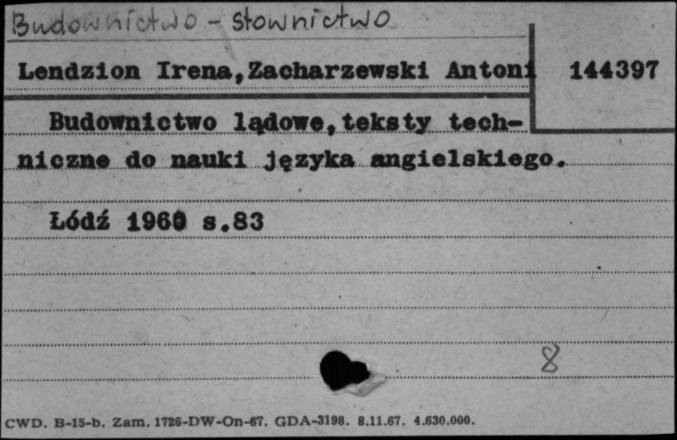 Budownictwo - słownictwo
Lendzion Irena,Zacharzewski Antoni 144397
Budownictwo lądowe,teksty tech-
niczne do nauki języka angielskiego.
Łódź 1960 s.83
8
CWD. B-15-b. Zam. 1726-DW-On-67. GDA-3198. 8.11.67. 4.630.000.